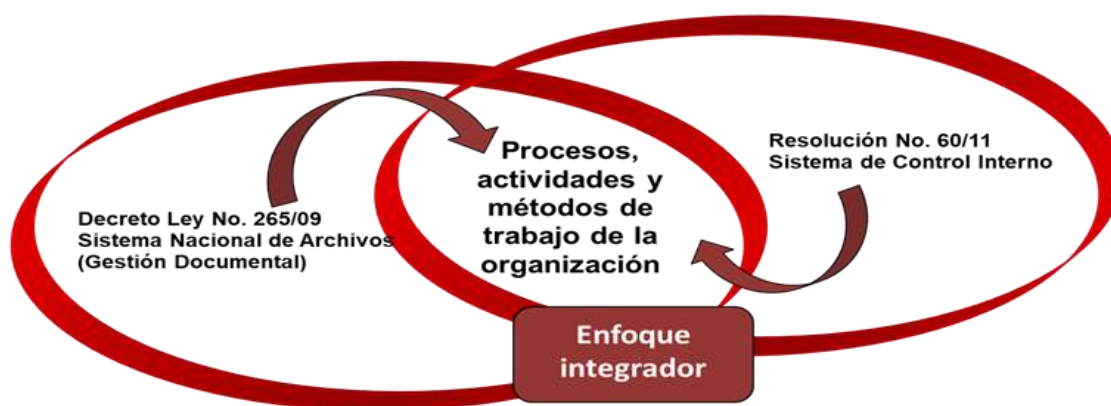 Decreto Ley No. 265/09
Sistema Nacional de Archivos
(Gestión Documental)
Procesos,
actividades y
métodos de
trabajo de la
organización
Resolución No. 60/11
Sistema de Control Interno
Enfoque
integrador